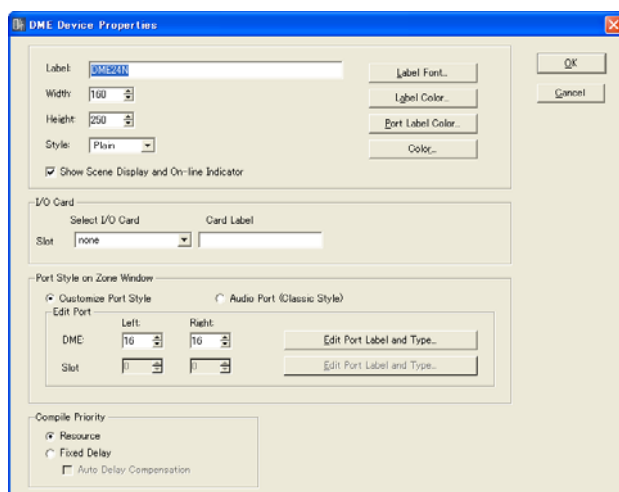 DME Device Properties
Label: DME24N
Label Font...
OK
Width: 160
Label Color...
Cancel
Height: 250
Port Label Color...
Style: Plain
Color...
Show Scene Display and On-line Indicator
I/O Card
Select I/O Card Card Label
Slot none
Port Style on Zone Window
Customize Port Style Audio Port (Classic Style)
Edit Port
Left: Right:
DME: 16 16 Edit Port Label and Type...
Slot 0 0 Edit Port Label and Type...
Compile Priority
Resource
Fixed Delay
Auto Delay Compensation